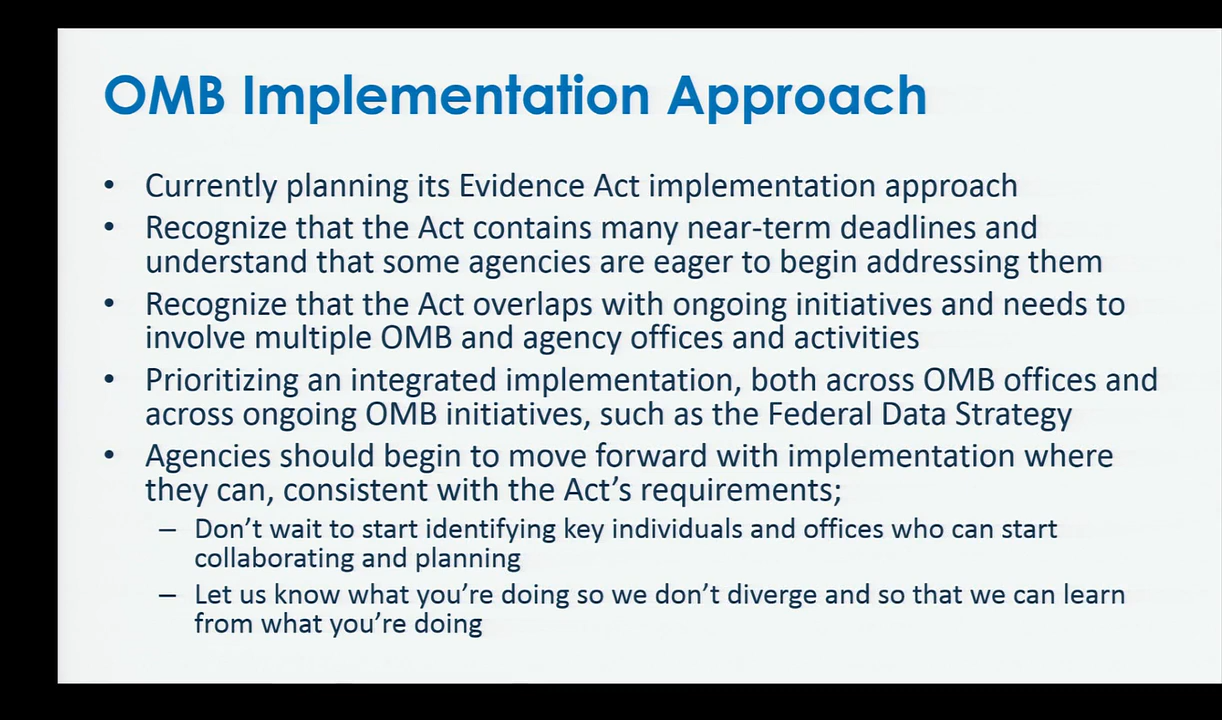 OMB Implementation Approach
• Currently planning its Evidence Act implementation approach
• Recognize that the Act contains many near-term deadlines and
understand that some agencies are eager to begin addressing them
• Recognize that the Act overlaps with ongoing initiatives and needs to
involve multiple OMB and agency offices and activities
• Prioritizing an integrated implementation, both across OMB offices and
across ongoing OMB initiatives, such as the Federal Data Strategy
• Agencies should begin to move forward with implementation where
they can, consistent with the Act’s requirements;
– Don’t wait to start identifying key individuals and offices who can start
collaborating and planning
– Let us know what you’re doing so we don’t diverge and so that we can learn
from what you’re doing